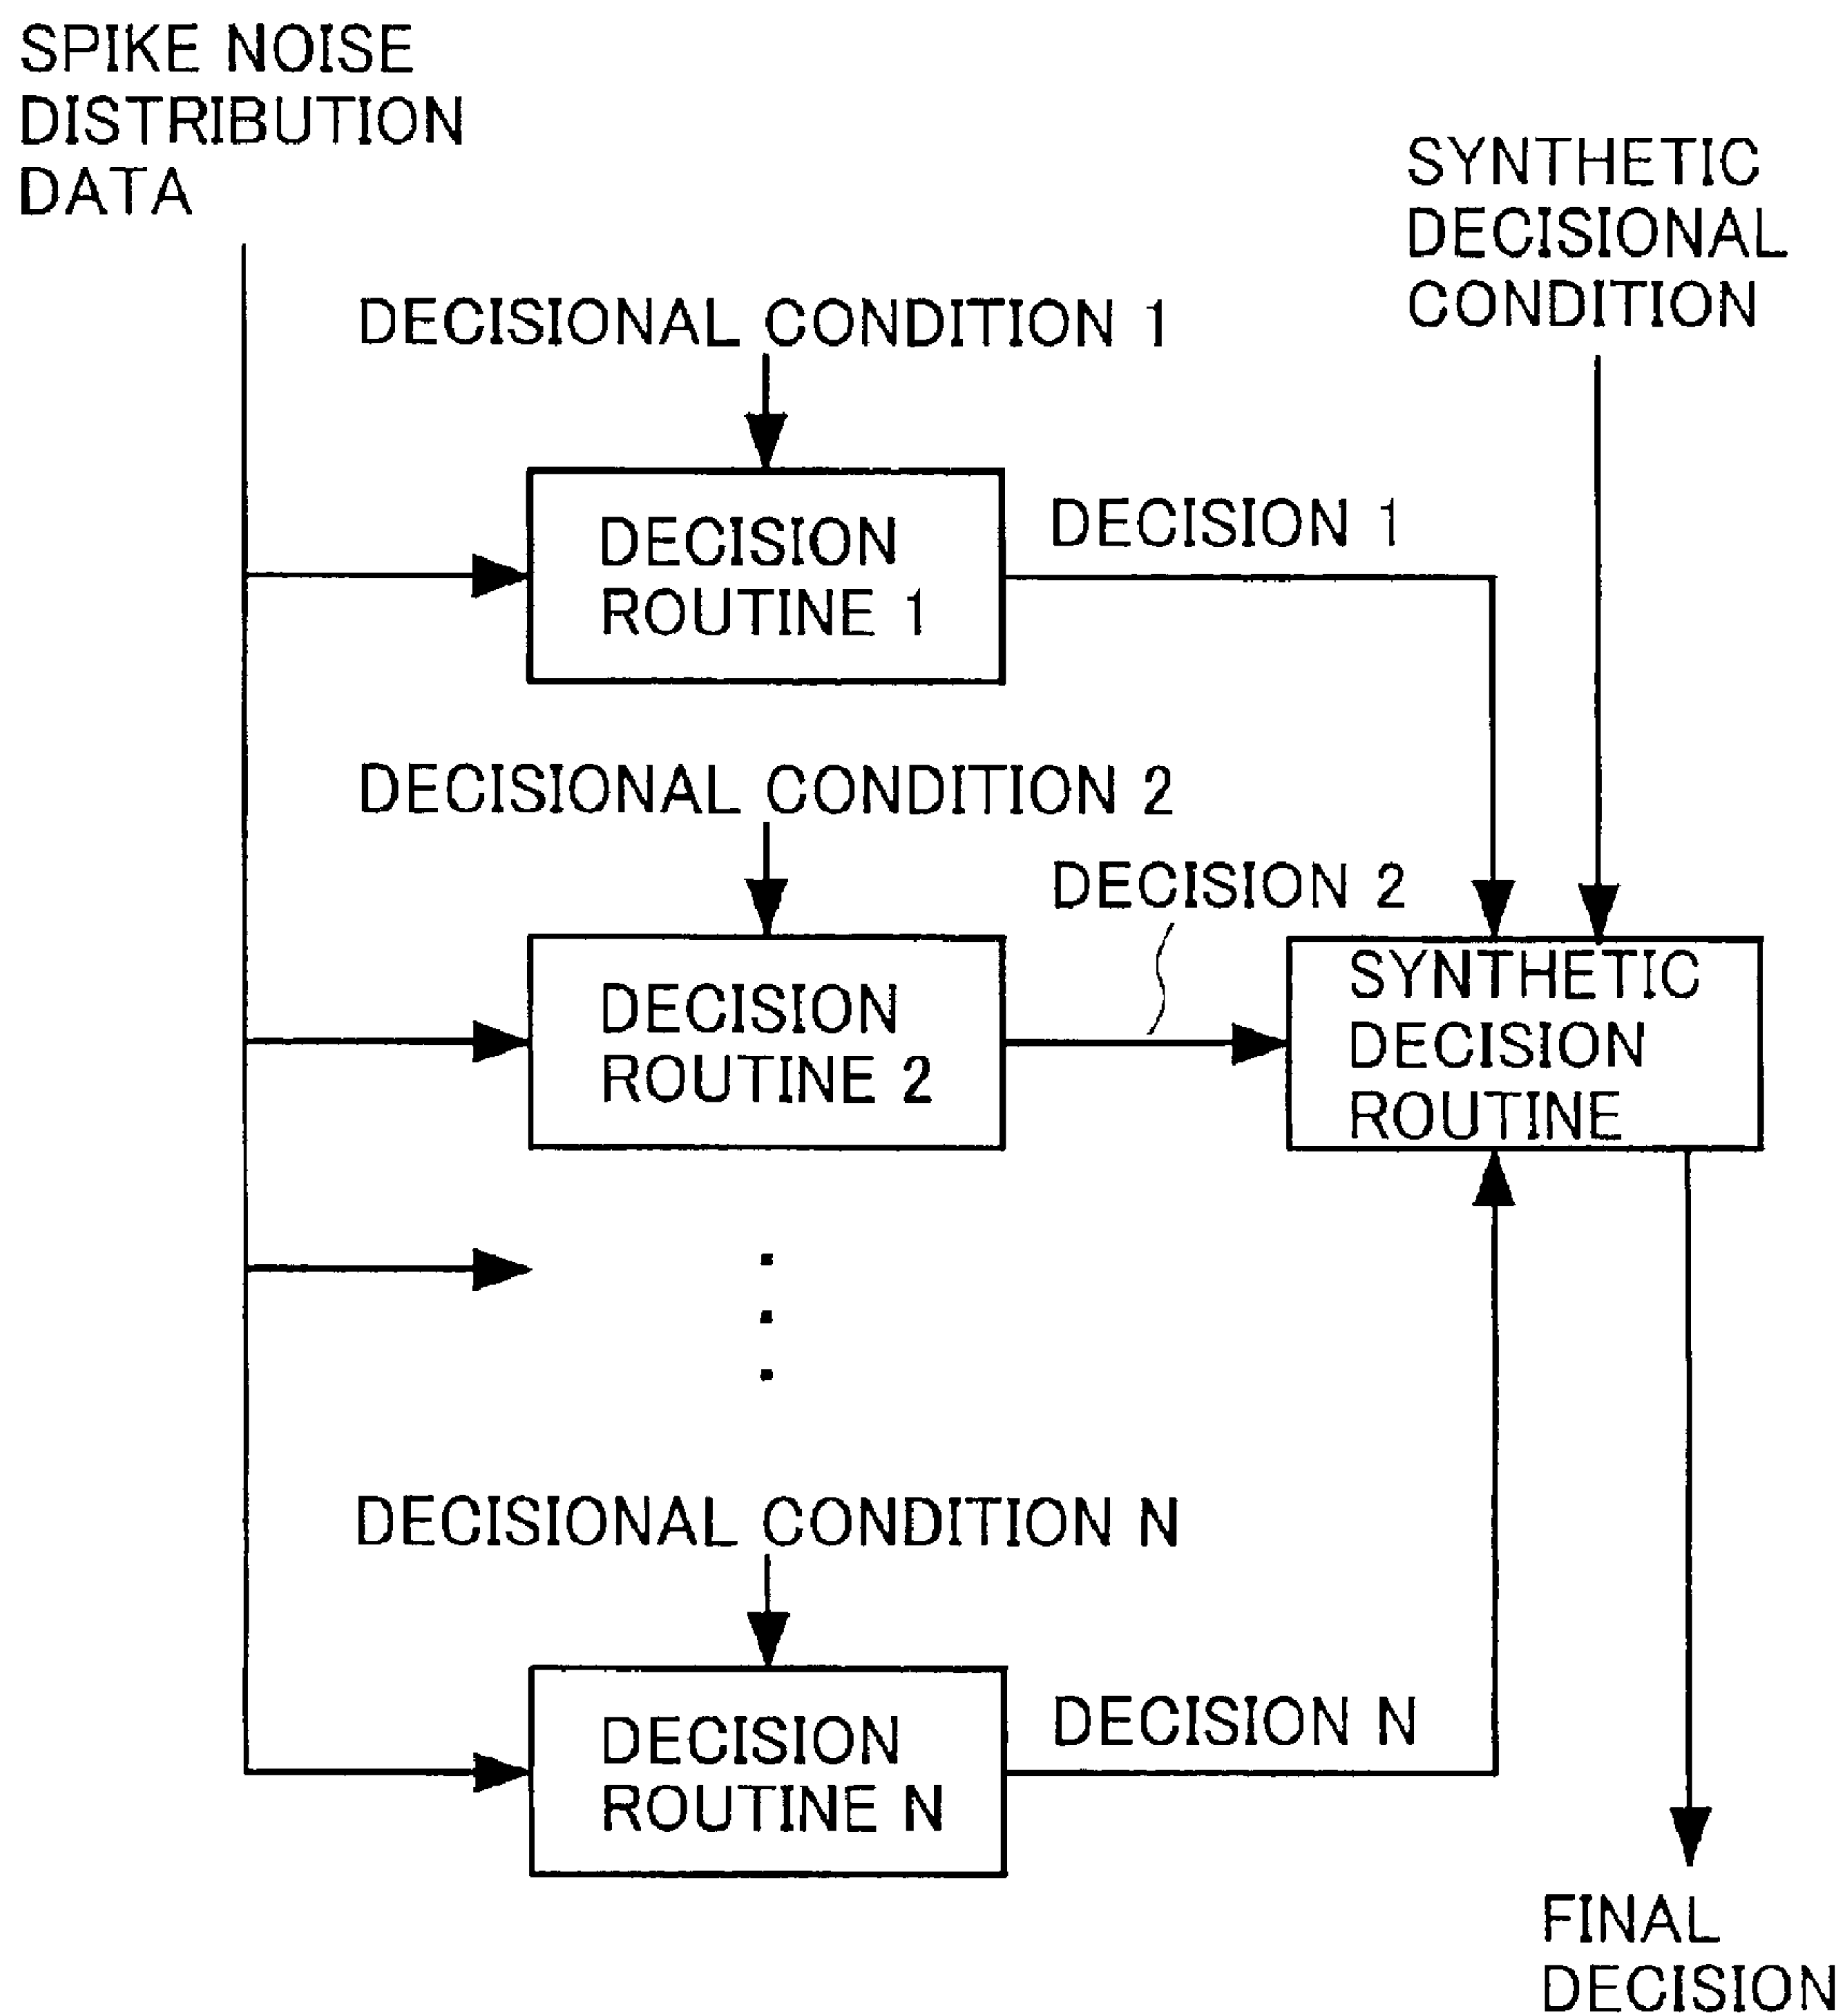 SPIKE NOISE
DISTRIBUTION
DATA
SYNTHETIC
DECISIONAL
CONDITION
DECISIONAL CONDITION 1
DECISION
ROUTINE 1
DECISION 1
DECISIONAL CONDITION 2
DECISION 2
DECISION
ROUTINE 2
SYNTHETIC
DECISION
ROUTINE
DECISIONAL CONDITION N
DECISION
ROUTINE N
DECISION N
FINAL
DECISION